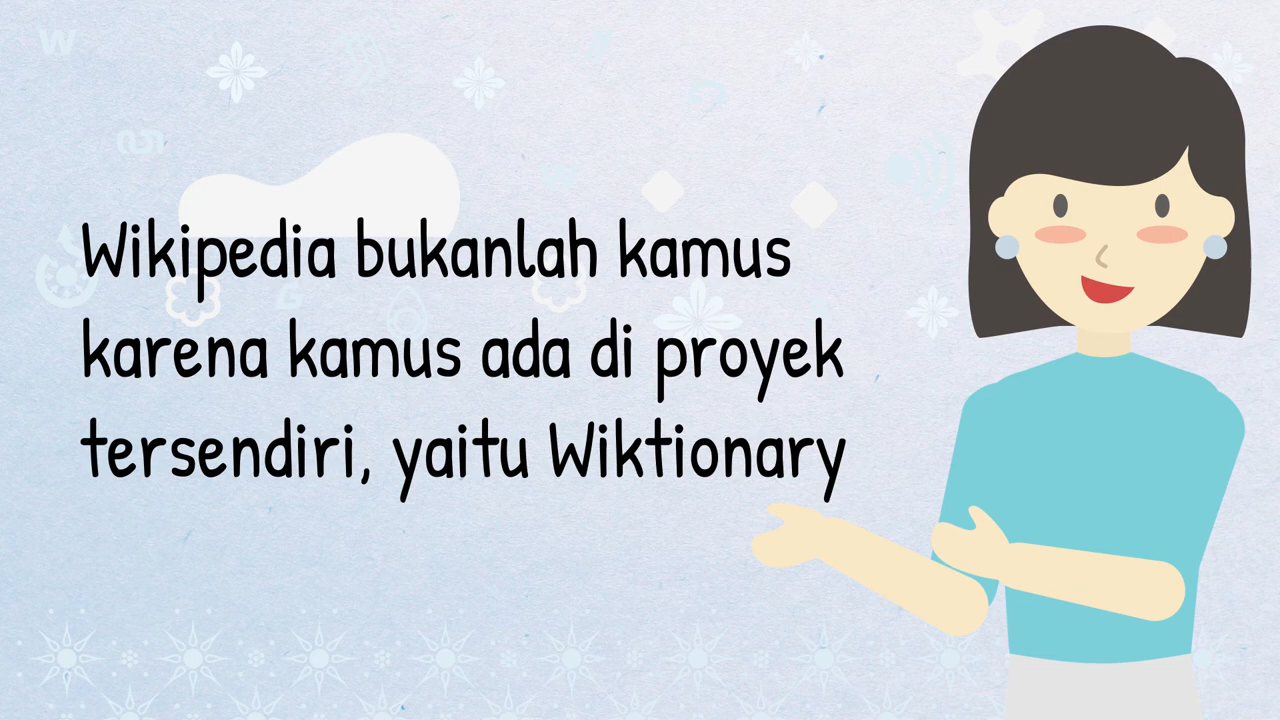 Wikipedia bukanlah kamus
karena kamus ada di proyek
tersendiri, yaitu Wiktionary